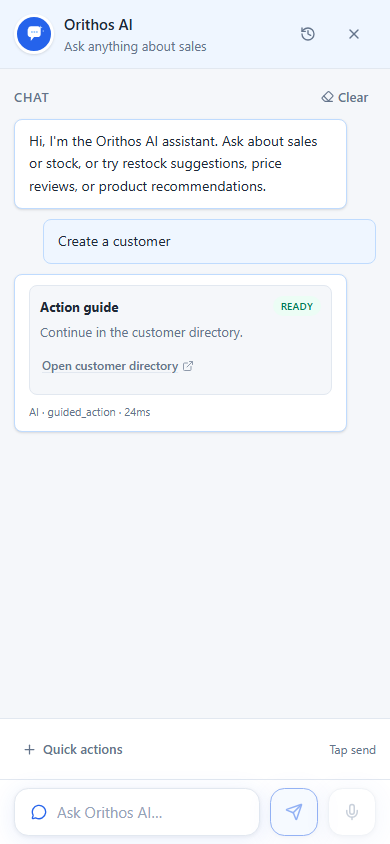 Orithos AI
Ask anything about sales
CHAT
Clear
Hi, I'm the Orithos AI assistant. Ask about sales
or stock, or try restock suggestions, price
reviews, or product recommendations.
Create a customer
Action guide
READY
Continue in the customer directory.
Open customer directory
AI · guided_action · 24ms
Quick actions
Tap send
Ask Orithos AI...